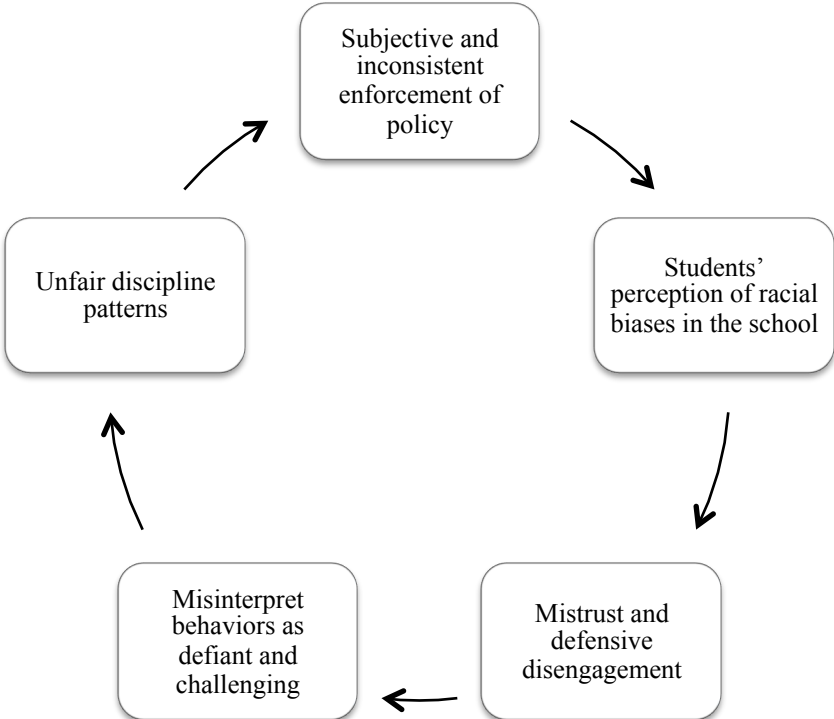 Subjective and
inconsistent
enforcement of
policy
Students’
perception of racial
biases in the school
Mistrust and
defensive
disengagement
Misinterpret
behaviors as
defiant and
challenging
Unfair discipline
patterns